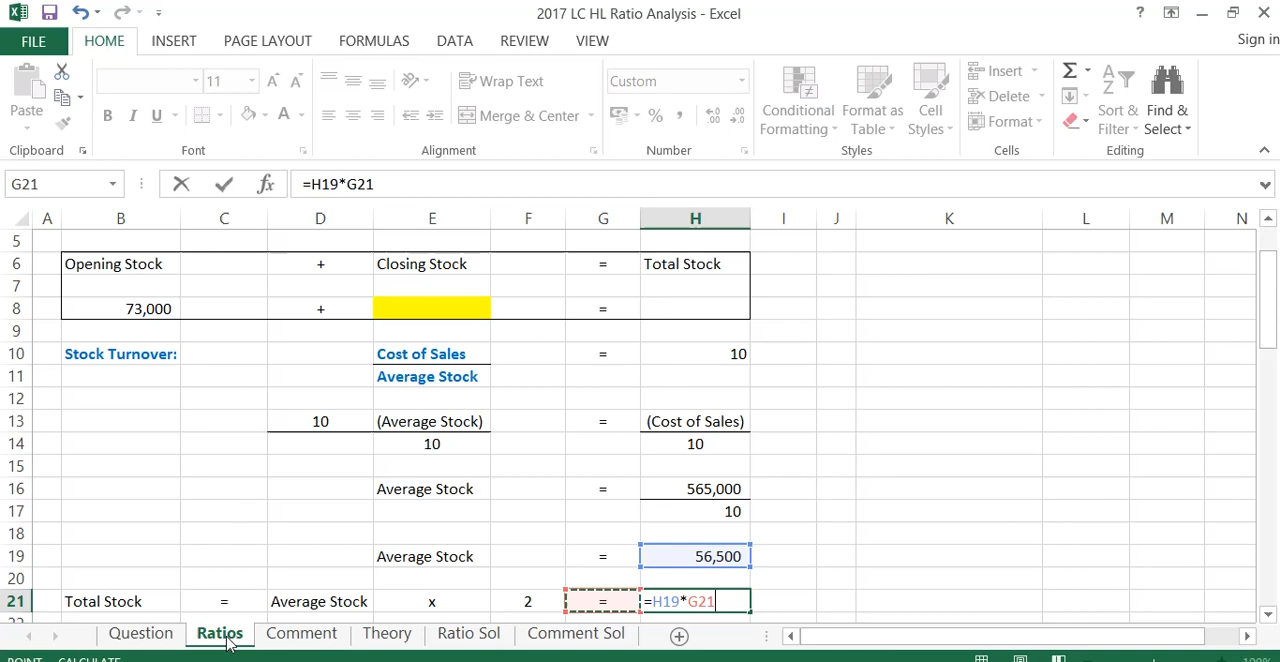 2017 LC HL Ratio Analysis - Excel
FILE HOME INSERT PAGE LAYOUT FORMULAS DATA REVIEW VIEW Sign in
Paste
Clipboard
11
B I U
Font
Wrap Text
Merge & Center
Alignment
Custom
%
Number
Conditional Formatting
Format as Table
Cell Styles
Styles
Insert
Delete
Format
Cells
Sort & Filter
Find & Select
Editing
G21 =H19*G21
A B C D E F G H I J K L M N
5
6 Opening Stock + Closing Stock = Total Stock
7
8 73,000 + =
9
10 Stock Turnover: Cost of Sales = 10
11 Average Stock
12
13 10 (Average Stock) = (Cost of Sales)
14 10 10
15
16 Average Stock = 565,000
17 10
18
19 Average Stock = 56,500
20
21 Total Stock = Average Stock x 2 = =H19*G21
Question Ratios Comment Theory Ratio Sol Comment Sol